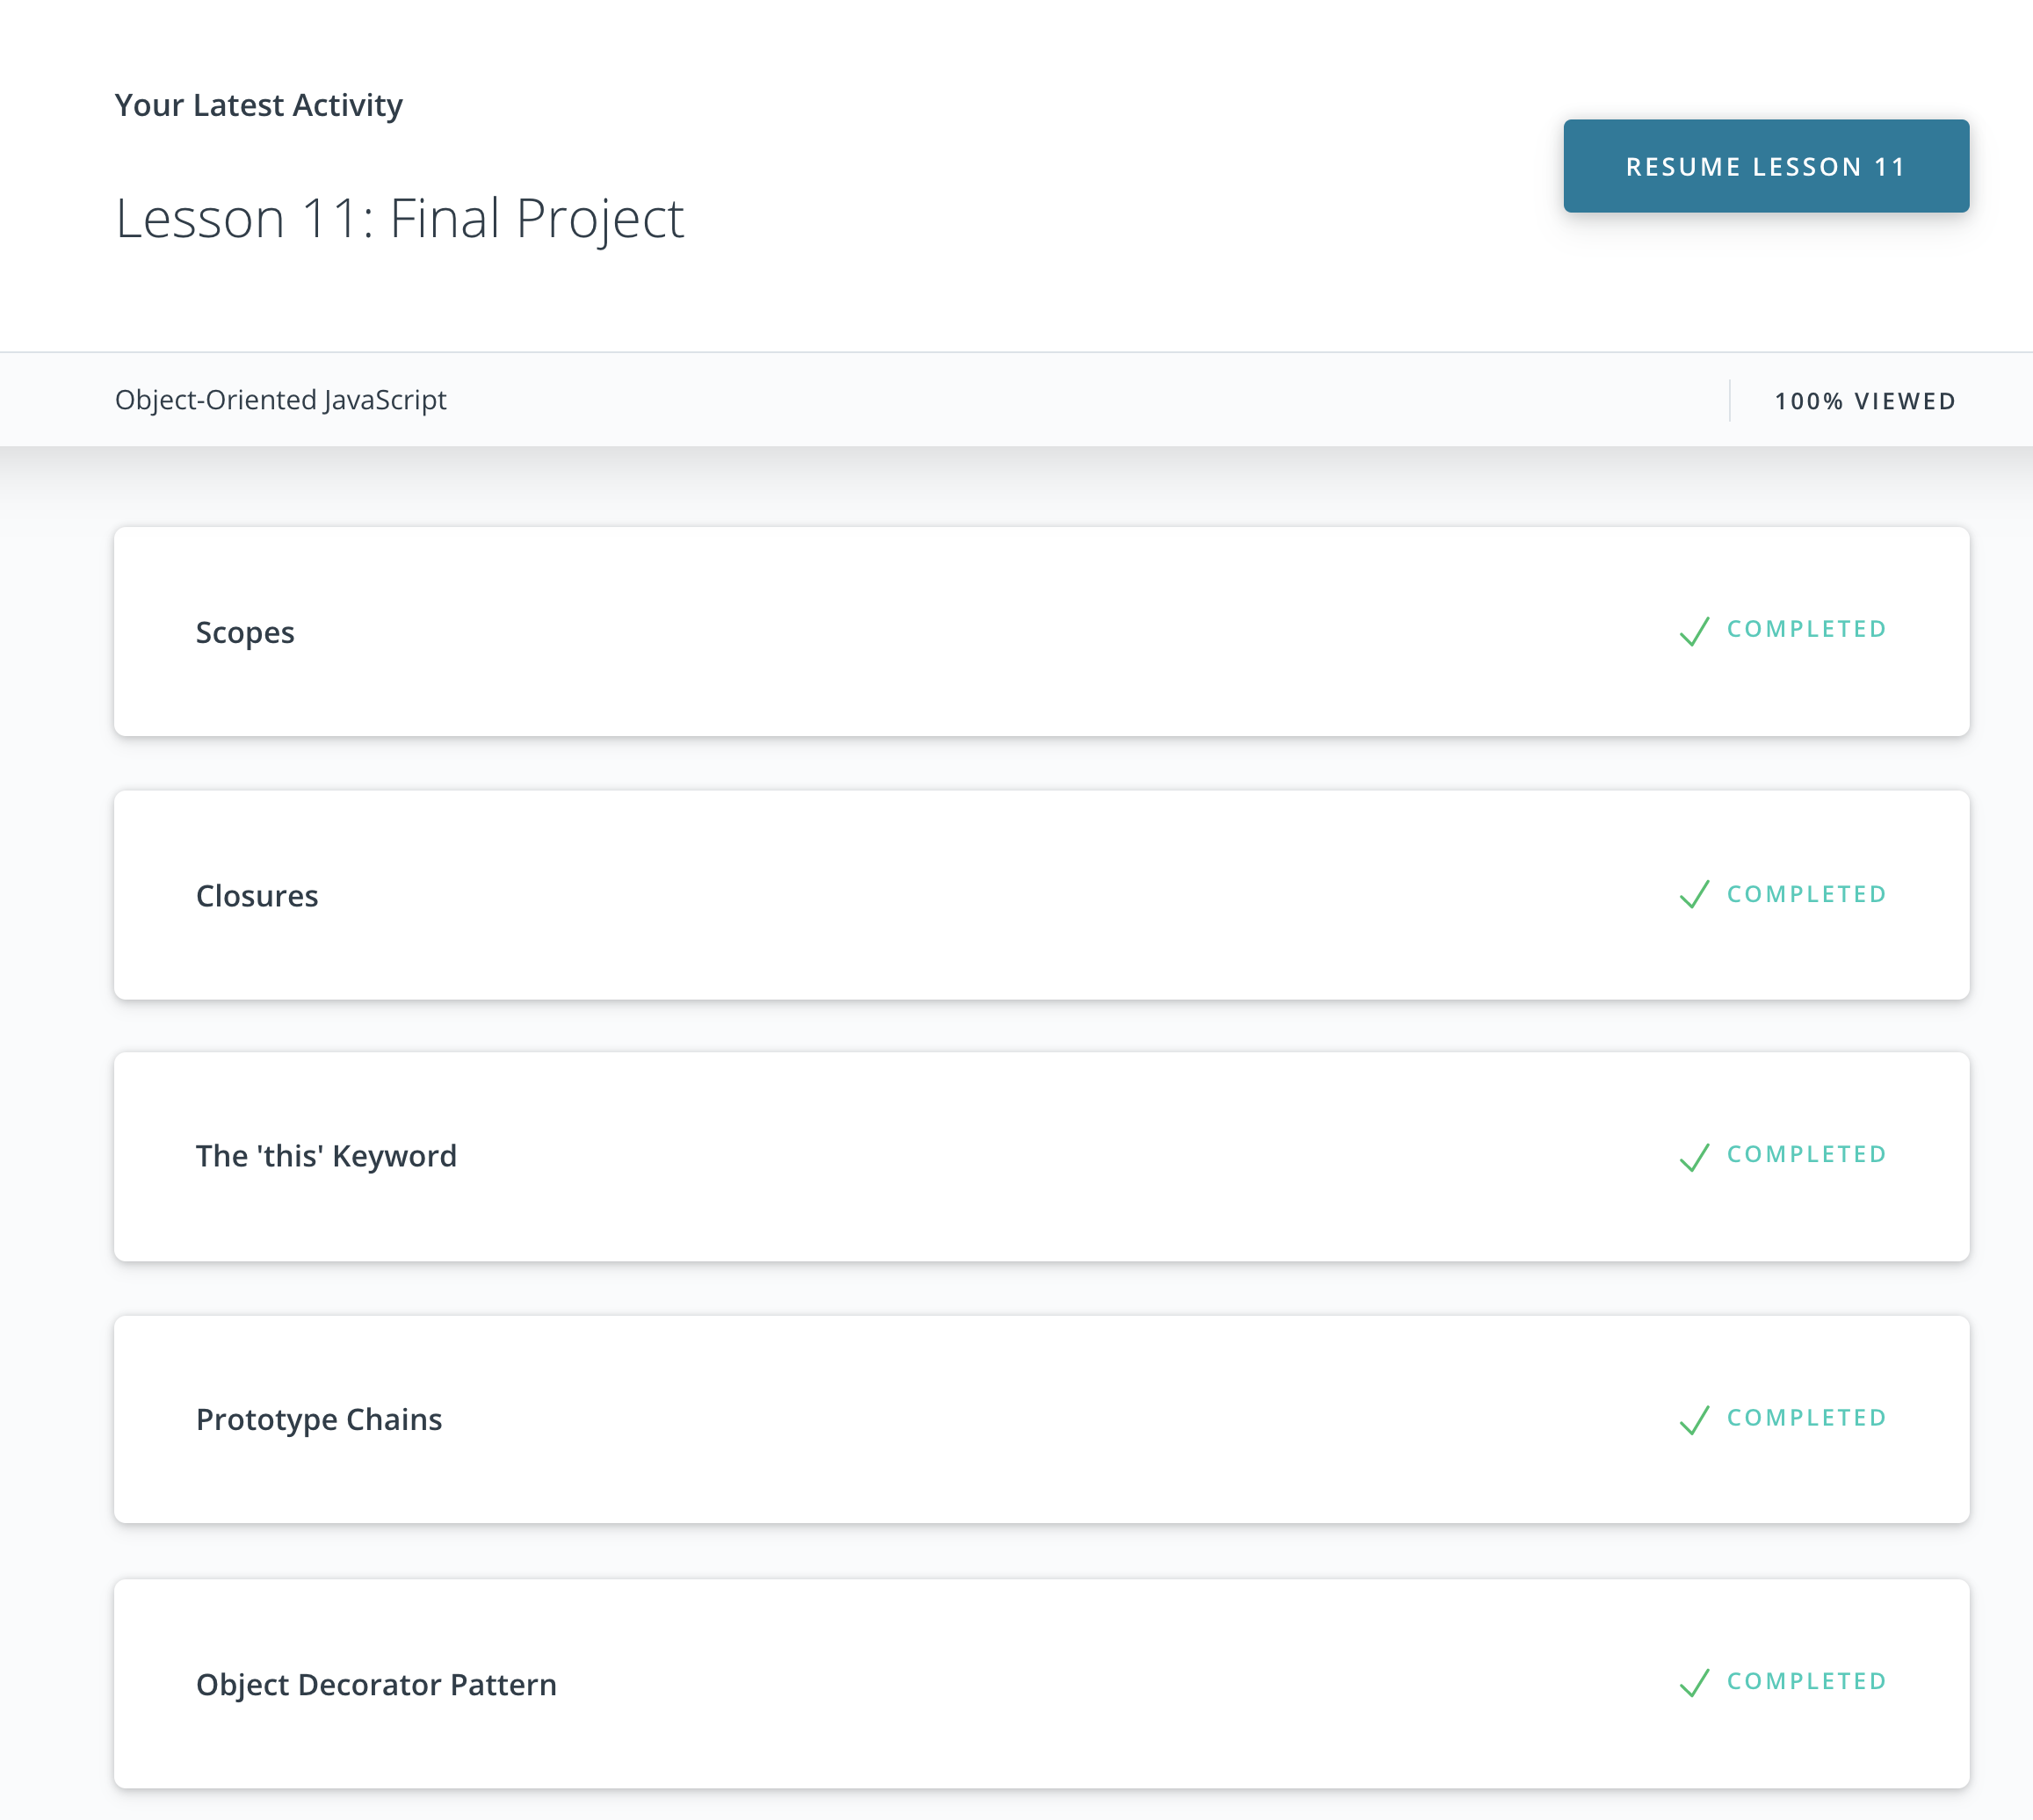 Your Latest Activity
RESUME LESSON 11
Lesson 11: Final Project
Object-Oriented JavaScript
100% VIEWED
Scopes
COMPLETED
Closures
COMPLETED
The 'this' Keyword
COMPLETED
Prototype Chains
COMPLETED
Object Decorator Pattern
COMPLETED